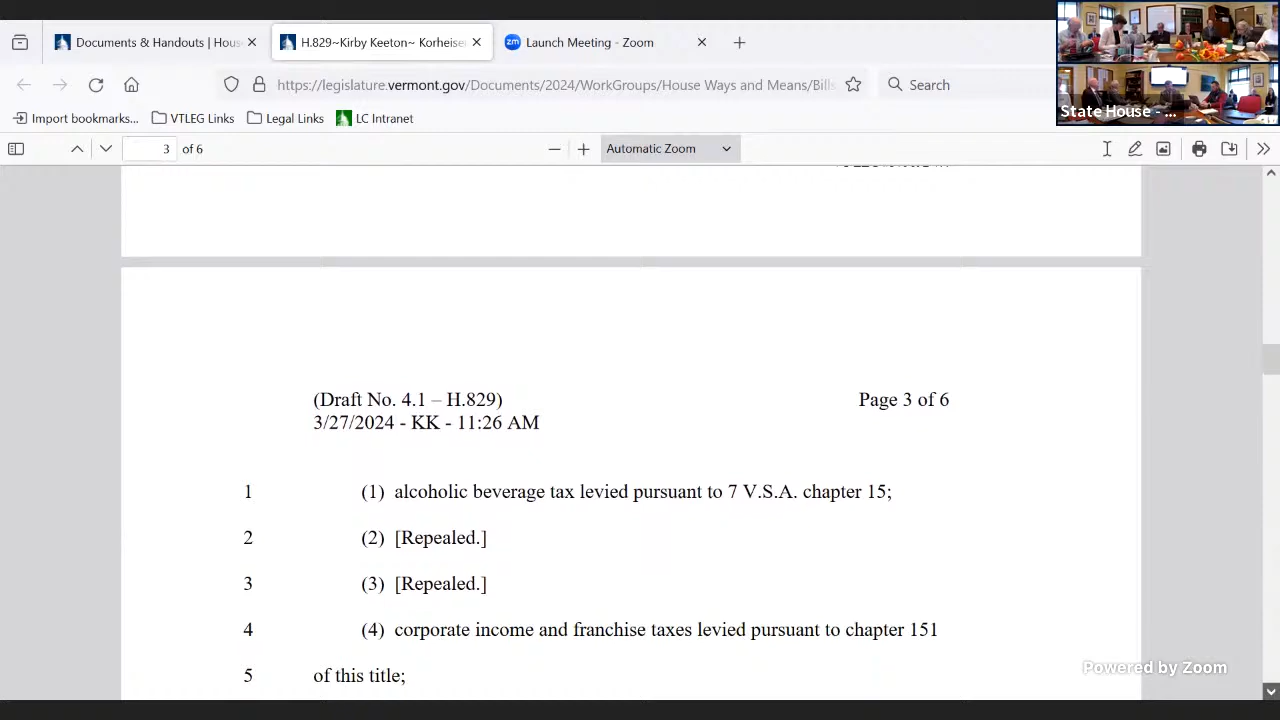 Documents & Handouts | Hous
H.829~Kirby Keeton~ Korheise
Launch Meeting - Zoom
https://legislature.vermont.gov/Documents/2024/WorkGroups/House Ways and Means/Bills
Search
State House - ...
Import bookmarks...
VTLEG Links
Legal Links
LC Intranet
3 of 6
Automatic Zoom
(Draft No. 4.1 – H.829)
Page 3 of 6
3/27/2024 - KK - 11:26 AM
1 (1) alcoholic beverage tax levied pursuant to 7 V.S.A. chapter 15;
2 (2) [Repealed.]
3 (3) [Repealed.]
4 (4) corporate income and franchise taxes levied pursuant to chapter 151
5 of this title;
Powered by Zoom